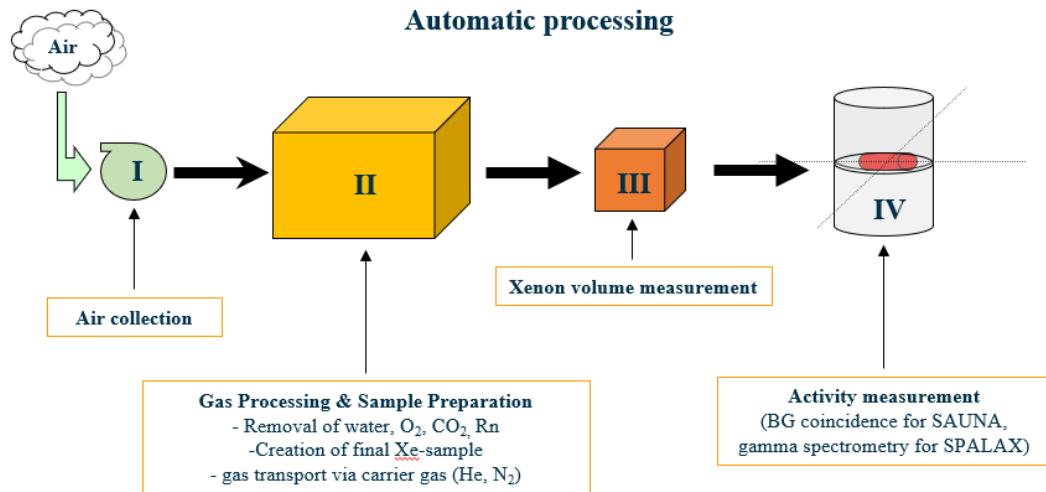 Automatic processing
Air
I
II
III
IV
Air collection
Xenon volume measurement
Gas Processing & Sample Preparation
- Removal of water, O₂, CO₂, Rn
-Creation of final Xe-sample
- gas transport via carrier gas (He, N₂)
Activity measurement
(BG coincidence for SAUNA,
gamma spectrometry for SPALAX)